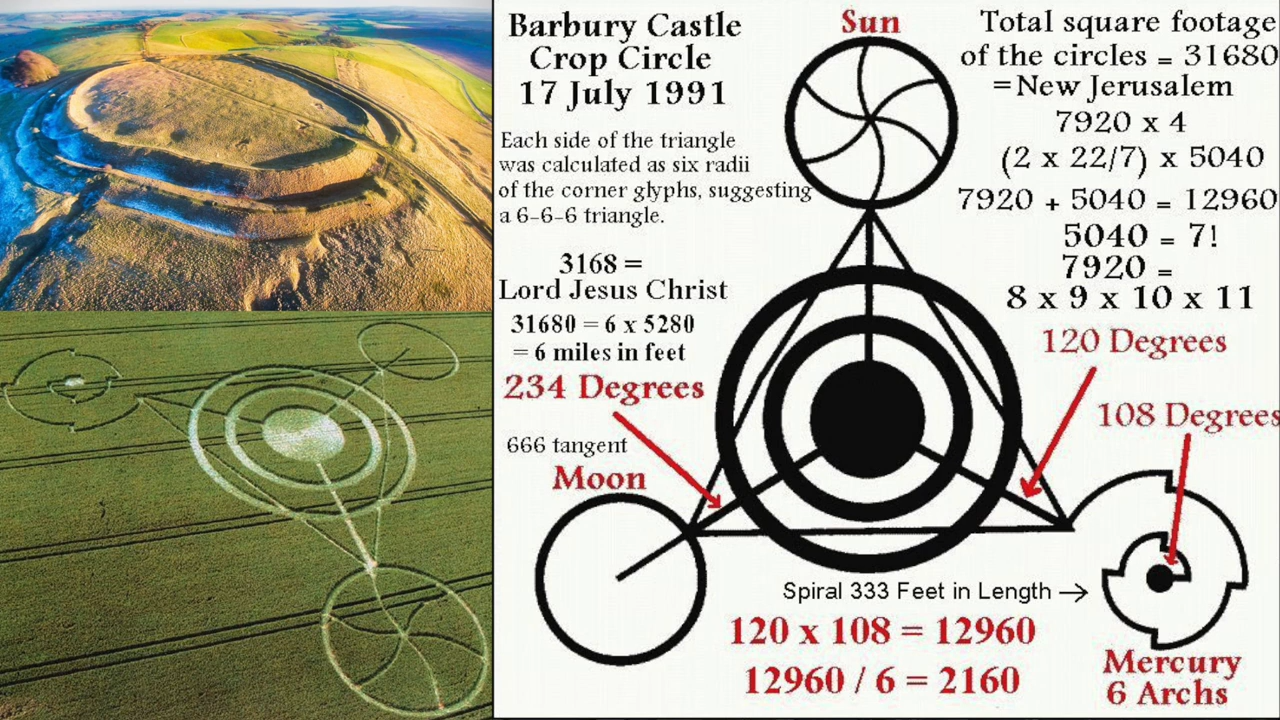 Barbury Castle
Crop Circle
17 July 1991
Each side of the triangle
was calculated as six radii
of the corner glyphs, suggesting
a 6-6-6 triangle.
3168 =
Lord Jesus Christ
31680 = 6 x 5280
= 6 miles in feet
234 Degrees
666 tangent
Moon
Sun
Total square footage
of the circles = 31680
= New Jerusalem
7920 x 4
(2 x 22/7) x 5040
7920 + 5040 = 12960
5040 = 7!
7920 =
8 x 9 x 10 x 11
120 Degrees
108 Degrees
Spiral 333 Feet in Length →
120 x 108 = 12960
12960 / 6 = 2160
Mercury
6 Archs